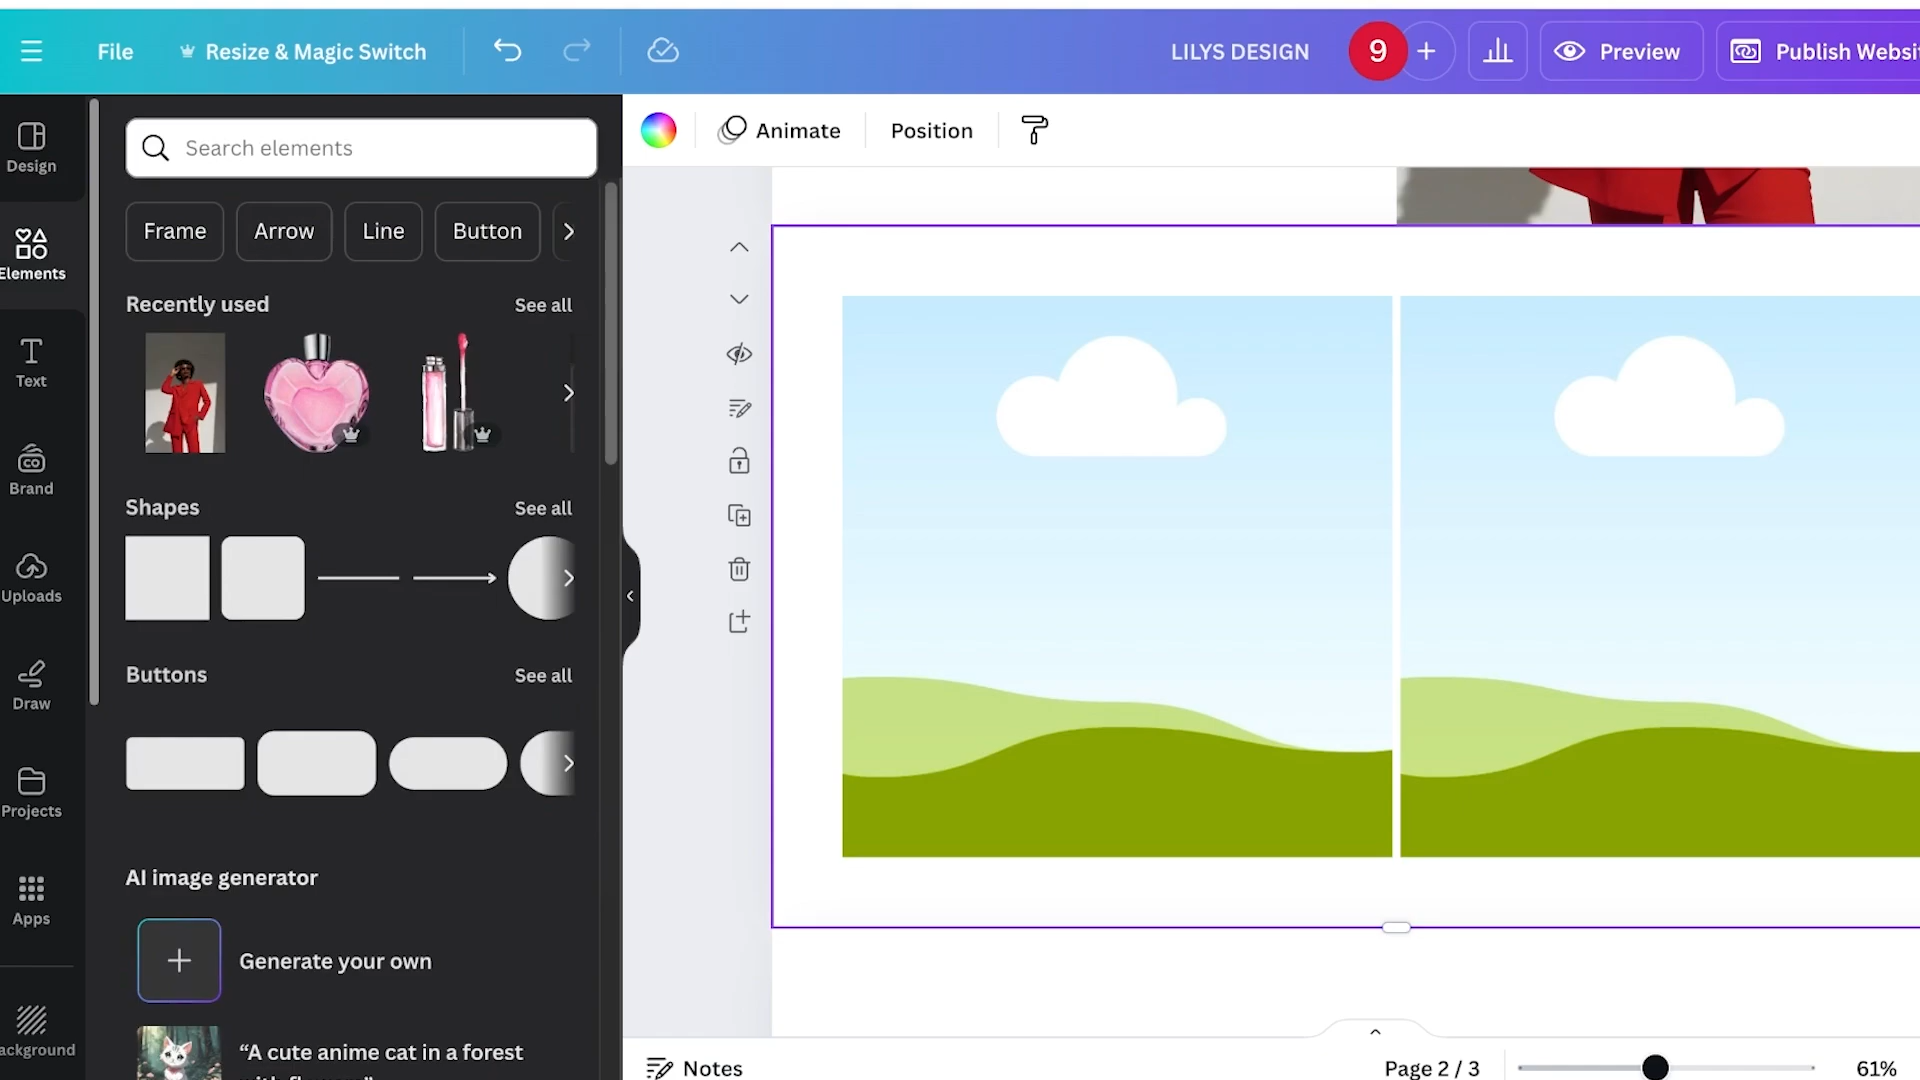 File
Resize & Magic Switch
LILYS DESIGN
9
Preview
Publish
Design
Search elements
Animate
Position
Frame
Arrow
Line
Button
Elements
Recently used
See all
Text
Brand
Shapes
See all
Uploads
Buttons
See all
Draw
Projects
AI image generator
Apps
Generate your own
“A cute anime cat in a forest
Notes
Page 2 / 3
61%